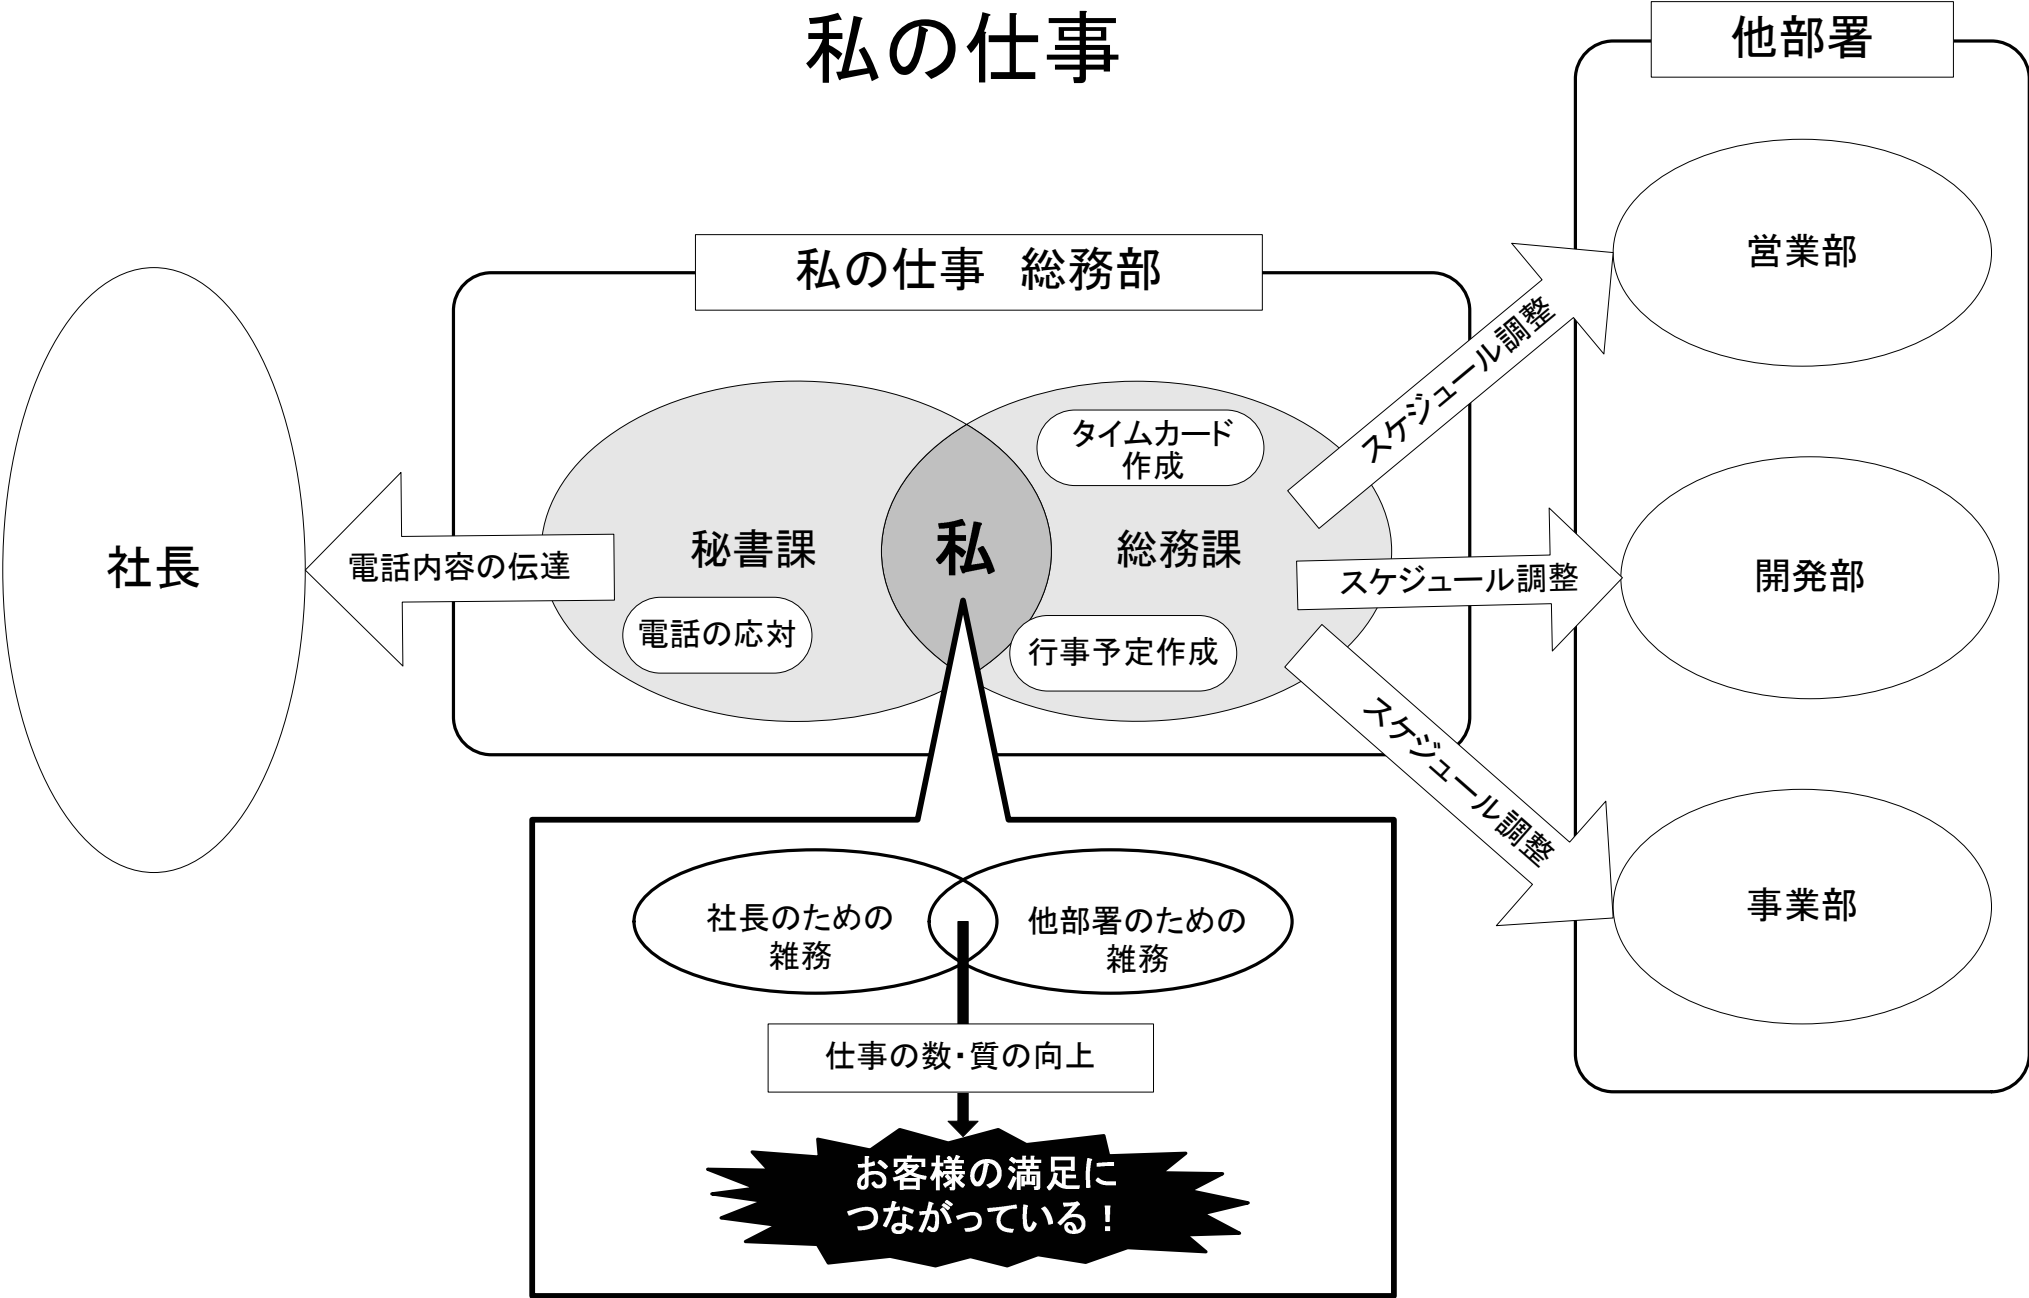 私の仕事
他部署
営業部
私の仕事　総務部
スケジュール調整
タイムカード
作成
社長
電話内容の伝達
秘書課
私
総務課
スケジュール調整
開発部
電話の応対
行事予定作成
スケジュール調整
事業部
社長のための
雑務
他部署のための
雑務
仕事の数・質の向上
お客様の満足に
つながっている！